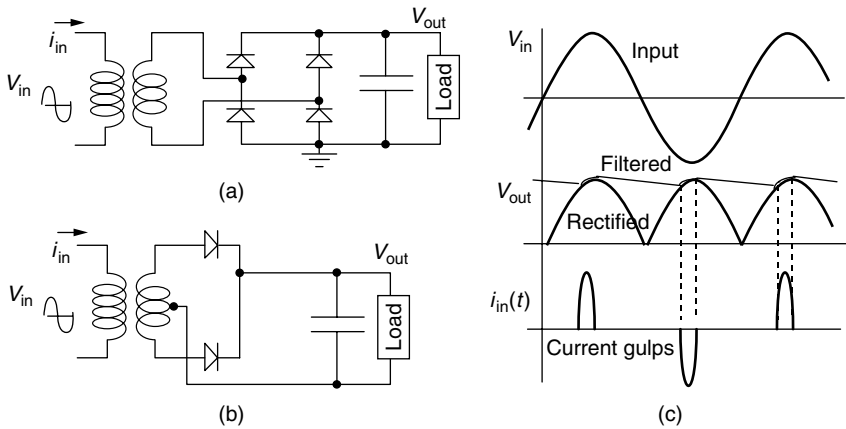 i_in
V_in
V_out
Load
(a)
i_in
V_in
V_out
Load
(b)
V_in
Input
Filtered
V_out
Rectified
i_in(t)
Current gulps
(c)